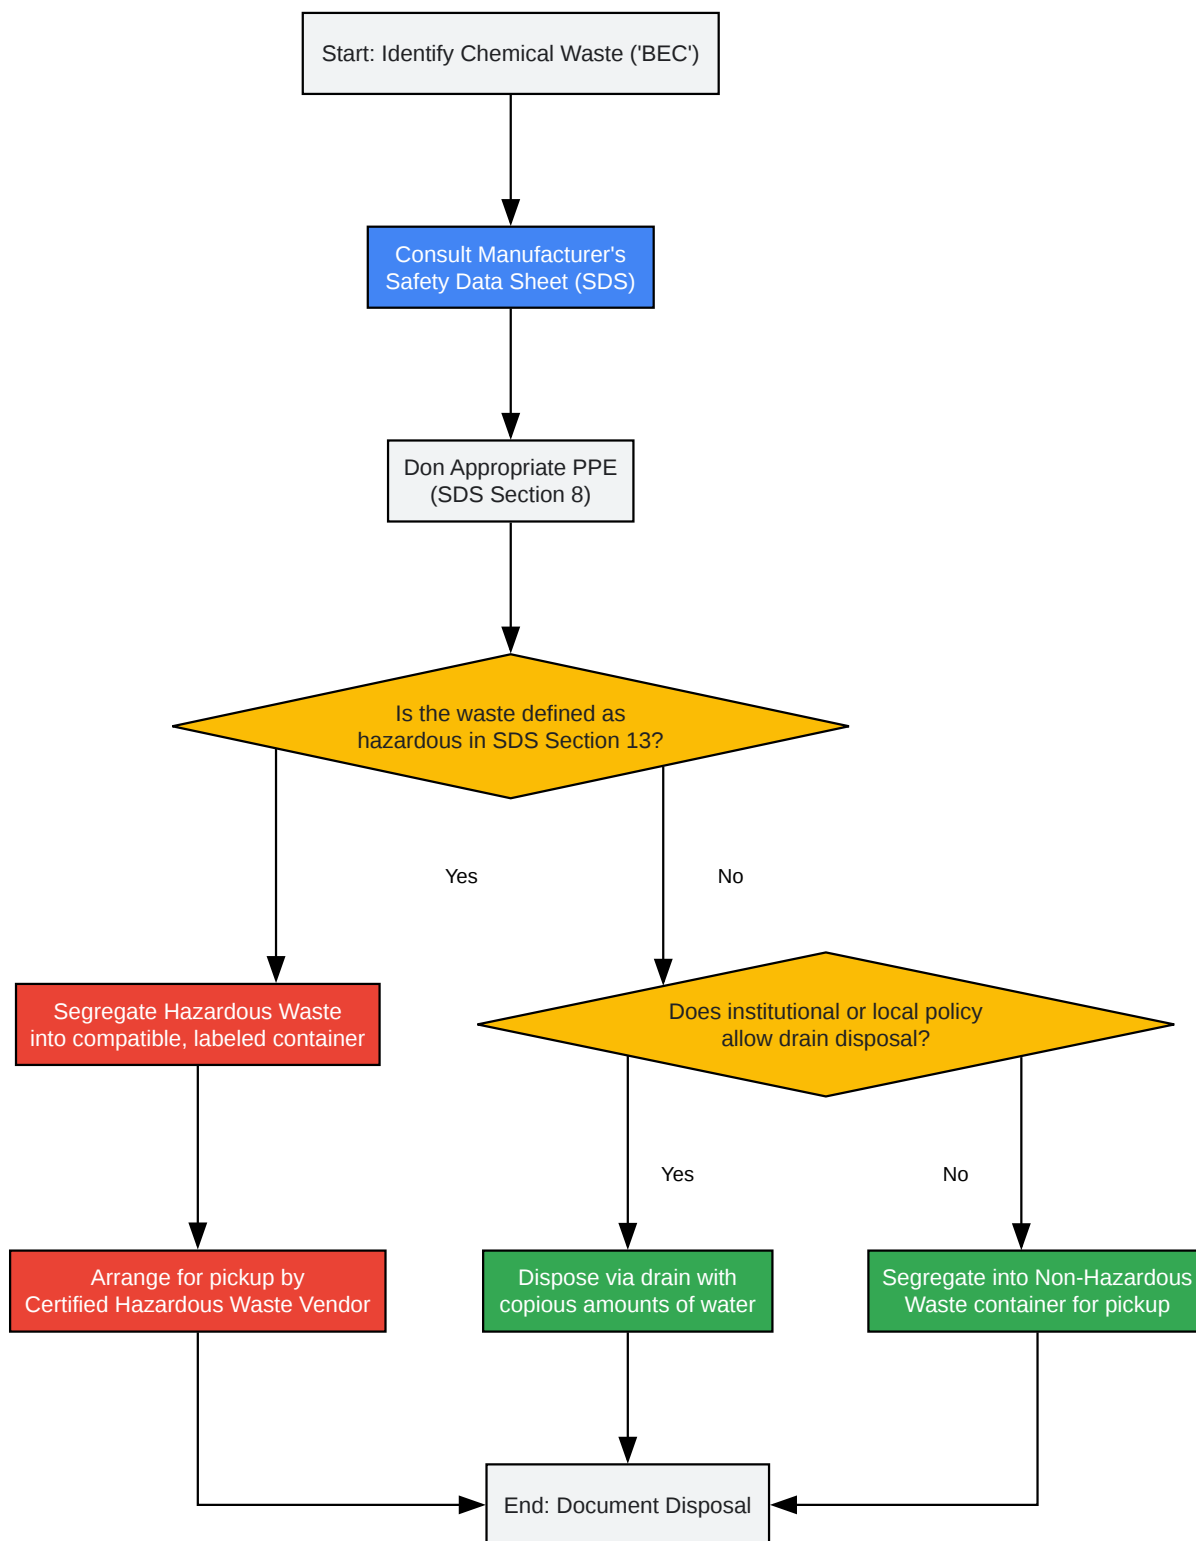 Start: Identify Chemical Waste ('BEC')
Consult Manufacturer's
Safety Data Sheet (SDS)
Don Appropriate PPE
(SDS Section 8)
Is the waste defined as
hazardous in SDS Section 13?
Yes
No
Segregate Hazardous Waste
into compatible, labeled container
Does institutional or local policy
allow drain disposal?
Yes
No
Arrange for pickup by
Certified Hazardous Waste Vendor
Dispose via drain with
copious amounts of water
Segregate into Non-Hazardous
Waste container for pickup
End: Document Disposal